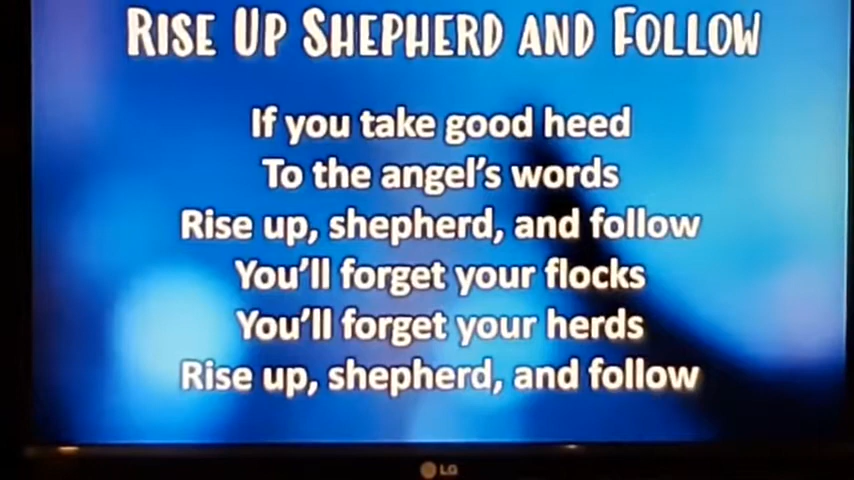 RISE UP SHEPHERD AND FOLLOW
If you take good heed
To the angel's words
Rise up, shepherd, and follow
You'll forget your flocks
You'll forget your herds
Rise up, shepherd, and follow
LG